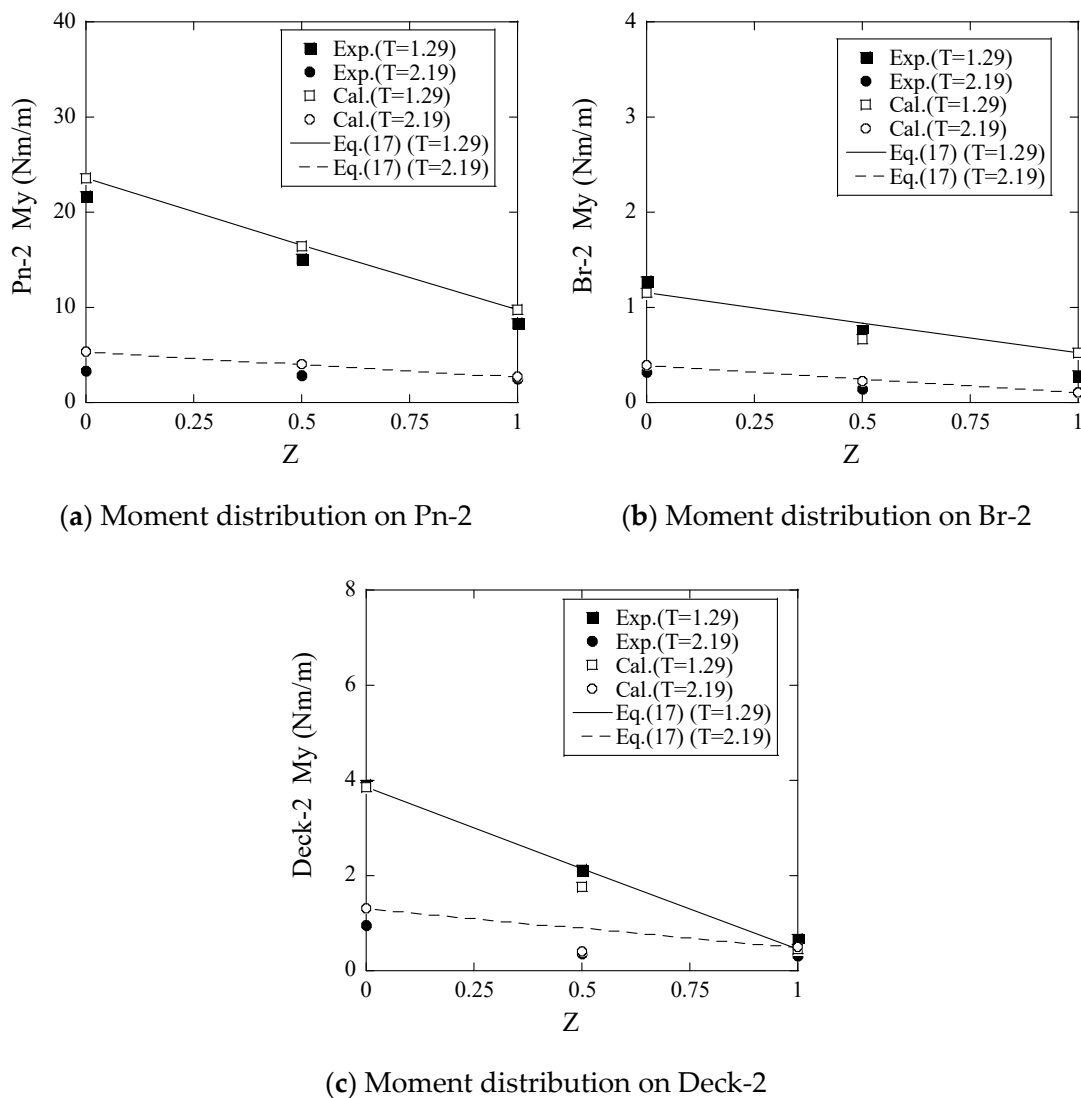 40
30
20
10
0
Pn-2 My (Nm/m)
Exp.(T=1.29)
Exp.(T=2.19)
Cal.(T=1.29)
Cal.(T=2.19)
Eq.(17) (T=1.29)
Eq.(17) (T=2.19)
0 0.25 0.5 0.75 1
Z
(a) Moment distribution on Pn-2
4
3
2
1
0
Br-2 My (Nm/m)
Exp.(T=1.29)
Exp.(T=2.19)
Cal.(T=1.29)
Cal.(T=2.19)
Eq.(17) (T=1.29)
Eq.(17) (T=2.19)
0 0.25 0.5 0.75 1
Z
(b) Moment distribution on Br-2
8
6
4
2
0
Deck-2 My (Nm/m)
Exp.(T=1.29)
Exp.(T=2.19)
Cal.(T=1.29)
Cal.(T=2.19)
Eq.(17) (T=1.29)
Eq.(17) (T=2.19)
0 0.25 0.5 0.75 1
Z
(c) Moment distribution on Deck-2